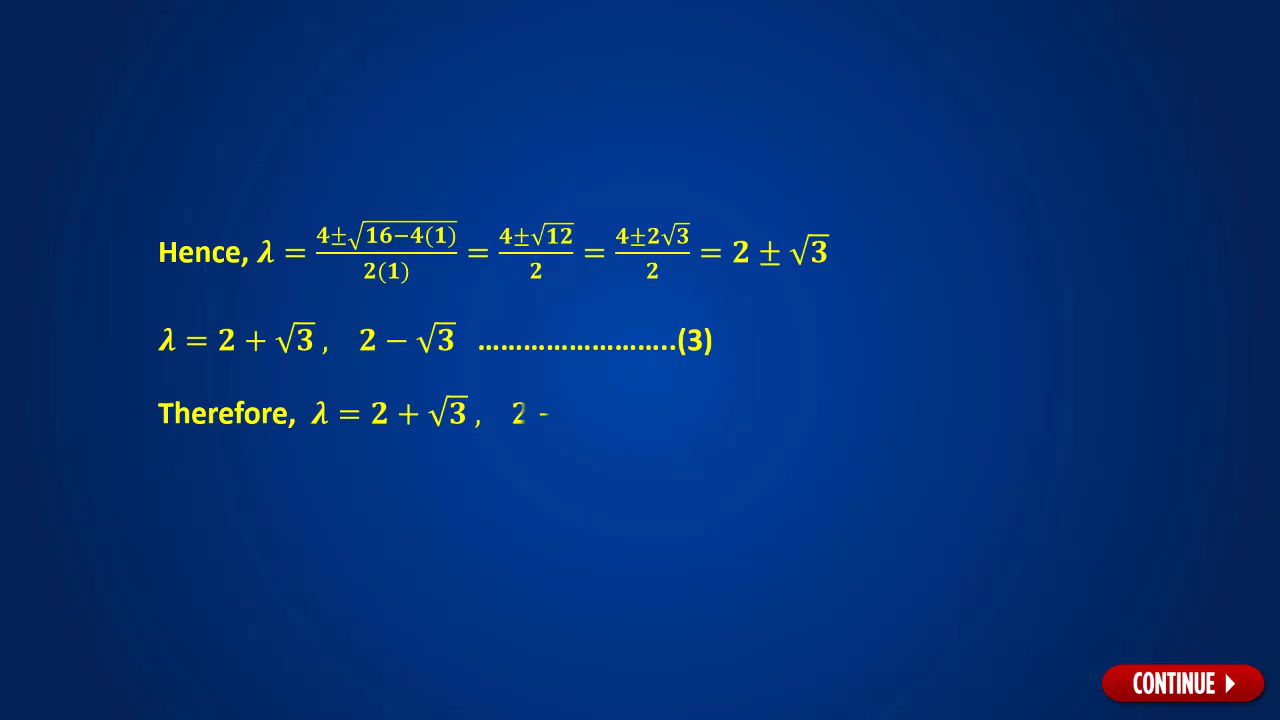 Hence, λ = (4±√(16−4(1)))/(2(1)) = (4±√12)/2 = (4±2√3)/2 = 2 ± √3
λ = 2 + √3 , 2 − √3 ……………………..(3)
Therefore, λ = 2 + √3 , 2 -
CONTINUE